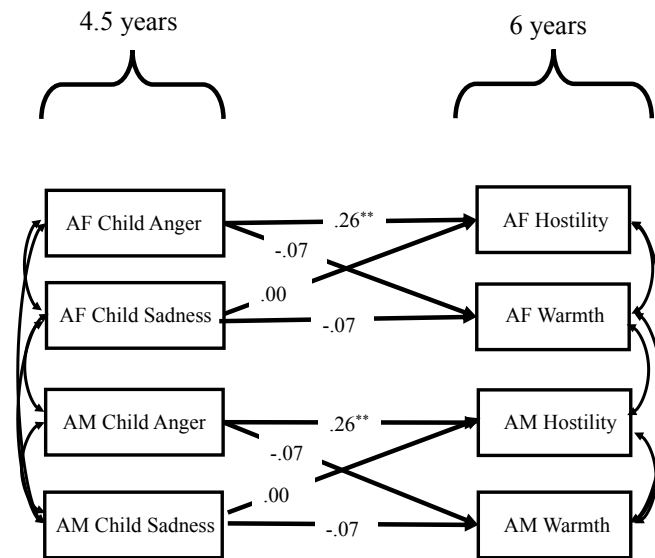 4.5 years
6 years
AF Child Anger
.26**
AF Hostility
-.07
.00
AF Child Sadness
-.07
AF Warmth
AM Child Anger
.26**
AM Hostility
-.07
.00
AM Child Sadness
-.07
AM Warmth